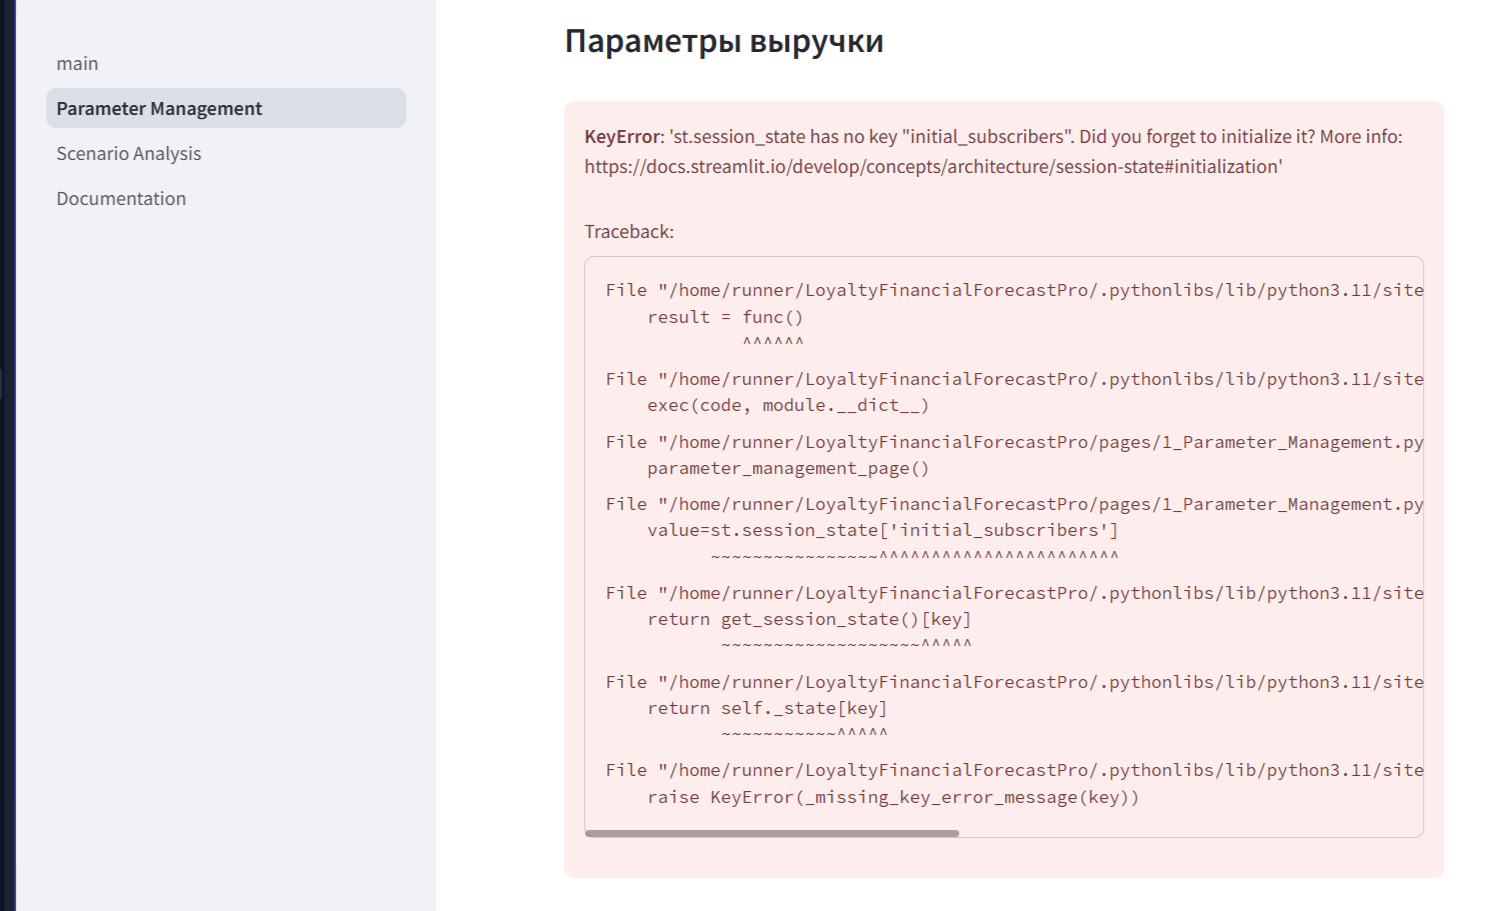 main
Parameter Management
Scenario Analysis
Documentation
Параметры выручки
KeyError: 'st.session_state has no key "initial_subscribers". Did you forget to initialize it? More info:
https://docs.streamlit.io/develop/concepts/architecture/session-state#initialization'
Traceback:
File "/home/runner/LoyaltyFinancialForecastPro/.pythonlibs/lib/python3.11/site
result = func()
^^^^^^
File "/home/runner/LoyaltyFinancialForecastPro/.pythonlibs/lib/python3.11/site
exec(code, module.__dict__)
File "/home/runner/LoyaltyFinancialForecastPro/pages/1_Parameter_Management.py
parameter_management_page()
File "/home/runner/LoyaltyFinancialForecastPro/pages/1_Parameter_Management.py
value=st.session_state['initial_subscribers']
~~~~~~~~~~~~~~~~^^^^^^^^^^^^^^^^^^^^^^^
File "/home/runner/LoyaltyFinancialForecastPro/.pythonlibs/lib/python3.11/site
return get_session_state()[key]
~~~~~~~~~~~~~~~~~~~^^^^^
File "/home/runner/LoyaltyFinancialForecastPro/.pythonlibs/lib/python3.11/site
return self._state[key]
~~~~~~~~~~~^^^^^
File "/home/runner/LoyaltyFinancialForecastPro/.pythonlibs/lib/python3.11/site
raise KeyError(_missing_key_error_message(key))